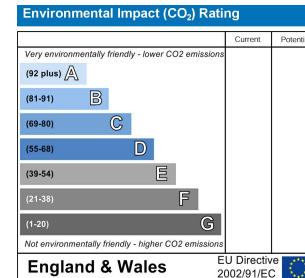 Environmental Impact (CO₂) Rating
Current
Very environmentally friendly - lower CO2 emissions
(92 plus) A
(81-91) B
(69-80) C
(55-68) D
(39-54) E
(21-38) F
(1-20) G
Not environmentally friendly - higher CO2 emissions
England & Wales
EU Directive
2002/91/EC